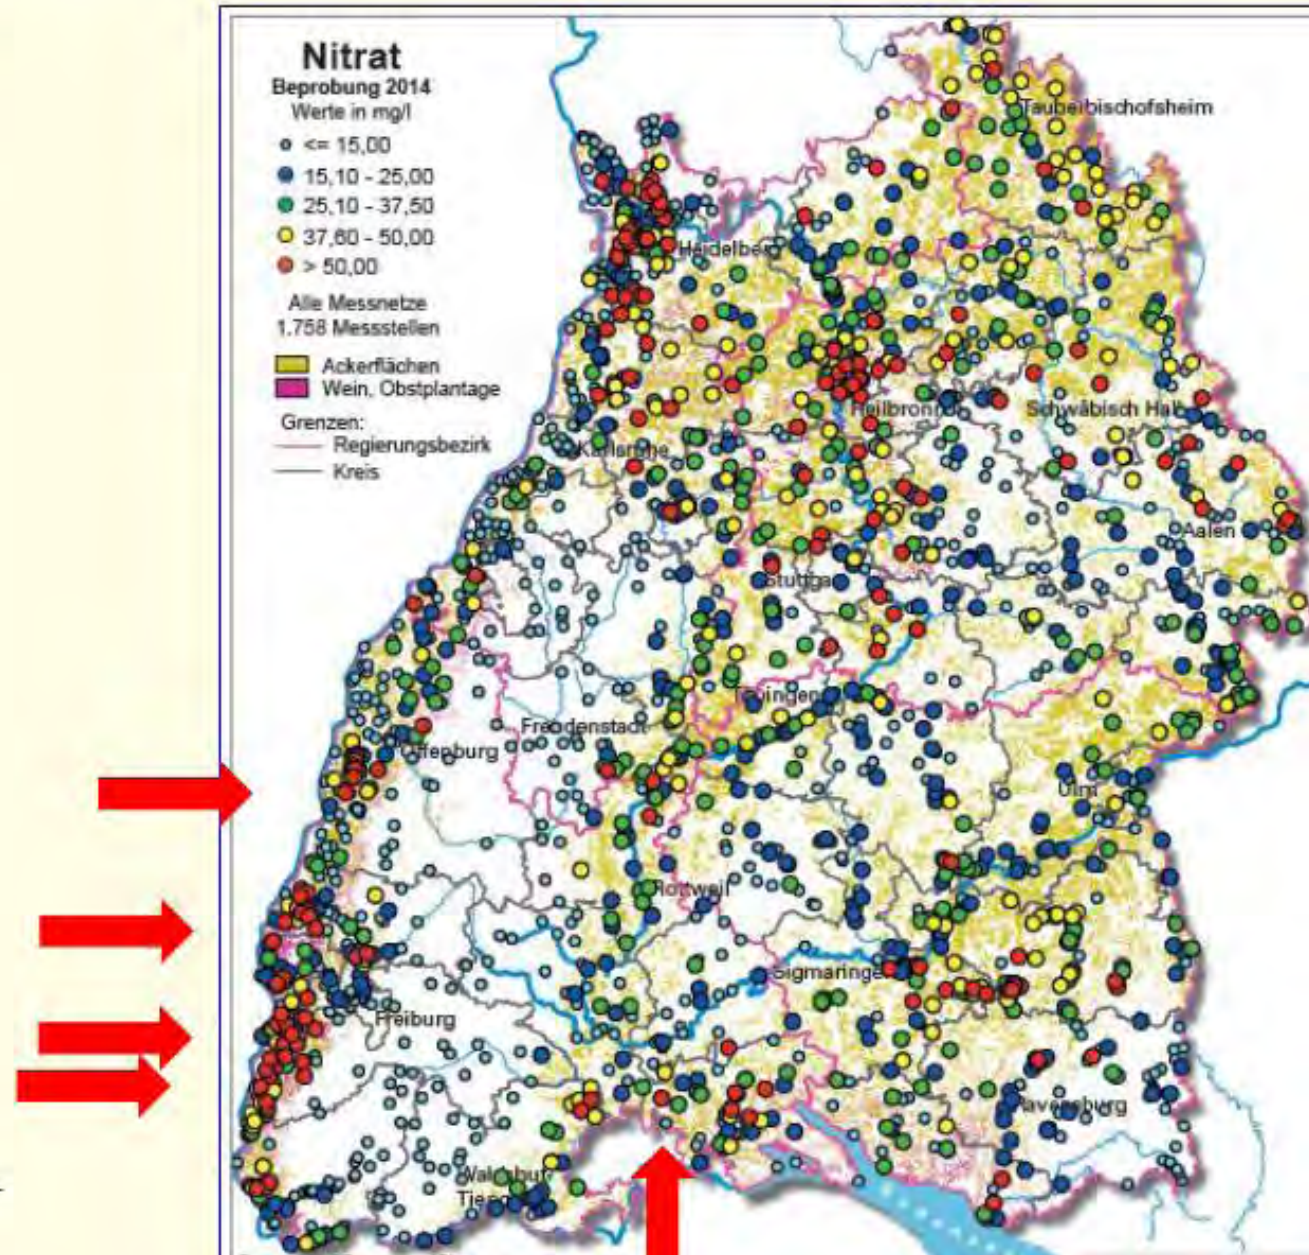 Nitrat
Beprobung 2014
Werte in mg/l
<= 15,00
15,10 - 25,00
25,10 - 37,50
37,60 - 50,00
> 50,00
Alle Messnetze
1.758 Messstellen
Ackerflächen
Wein, Obstplantage
Grenzen:
Regierungsbezirk
Kreis
Tauberbischofsheim
Heidelberg
Heilbronn
Schwäbisch Hall
Karlsruhe
Aalen
Stuttgart
Tübingen
Freudenstadt
Offenburg
Ulm
Rottweil
Sigmaringen
Freiburg
Ravensburg
Waldshut-
Tiengen